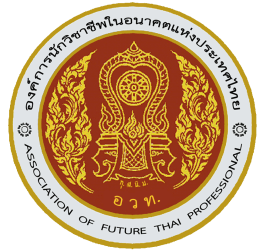 องค์การนักวิชาชีพในอนาคตแห่งประเทศไทย
อ ว ท.
ASSOCIATION OF FUTURE THAI PROFESSIONAL